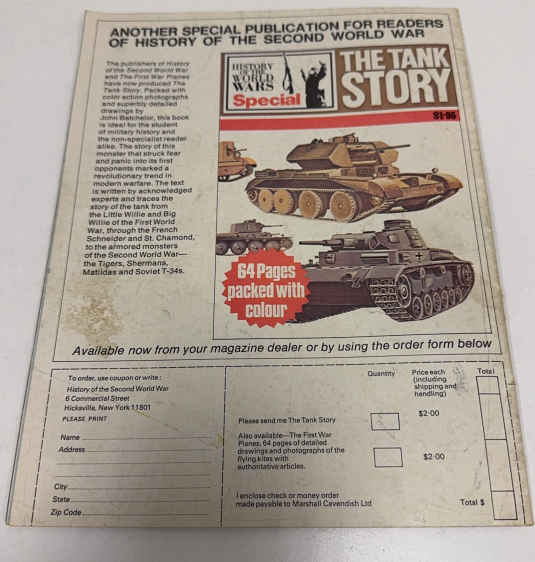 ANOTHER SPECIAL PUBLICATION FOR READERS
OF HISTORY OF THE SECOND WORLD WAR
The publishers of History
of the Second World War
and The First War Planes
have now produced The
Tank Story. Packed with
color action photographs
and superbly detailed
drawings by
John Batchelor, this book
is ideal for the student
of military history and
the non-specialist reader
alike. The story of this
monster that struck fear
and panic into its first
opponents marked a
revolutionary trend in
modern warfare. The text
is written by acknowledged
experts and traces the
story of the tank from
the Little Willie and Big
Willie of the First World
War, through the French
Schneider and St. Chamond,
to the armored monsters
of the Second World War—
the Tigers, Shermans,
Matildas and Soviet T-34s.
HISTORY
OF THE
WORLD
WARS
Special
THE TANK
STORY
$1·95
64 Pages
packed with
colour
Available now from your magazine dealer or by using the order form below
To order, use coupon or write:
History of the Second World War
6 Commercial Street
Hicksville, New York 11801
PLEASE PRINT
Name
Address
City
State
Zip Code
Quantity
Price each
(including
shipping and
handling)
Total
Please send me The Tank Story
$2·00
Also available—The First War
Planes, 64 pages of detailed
drawings and photographs of the
flying kites with
authoritative articles.
$2·00
I enclose check or money order
made payable to Marshall Cavendish Ltd
Total $